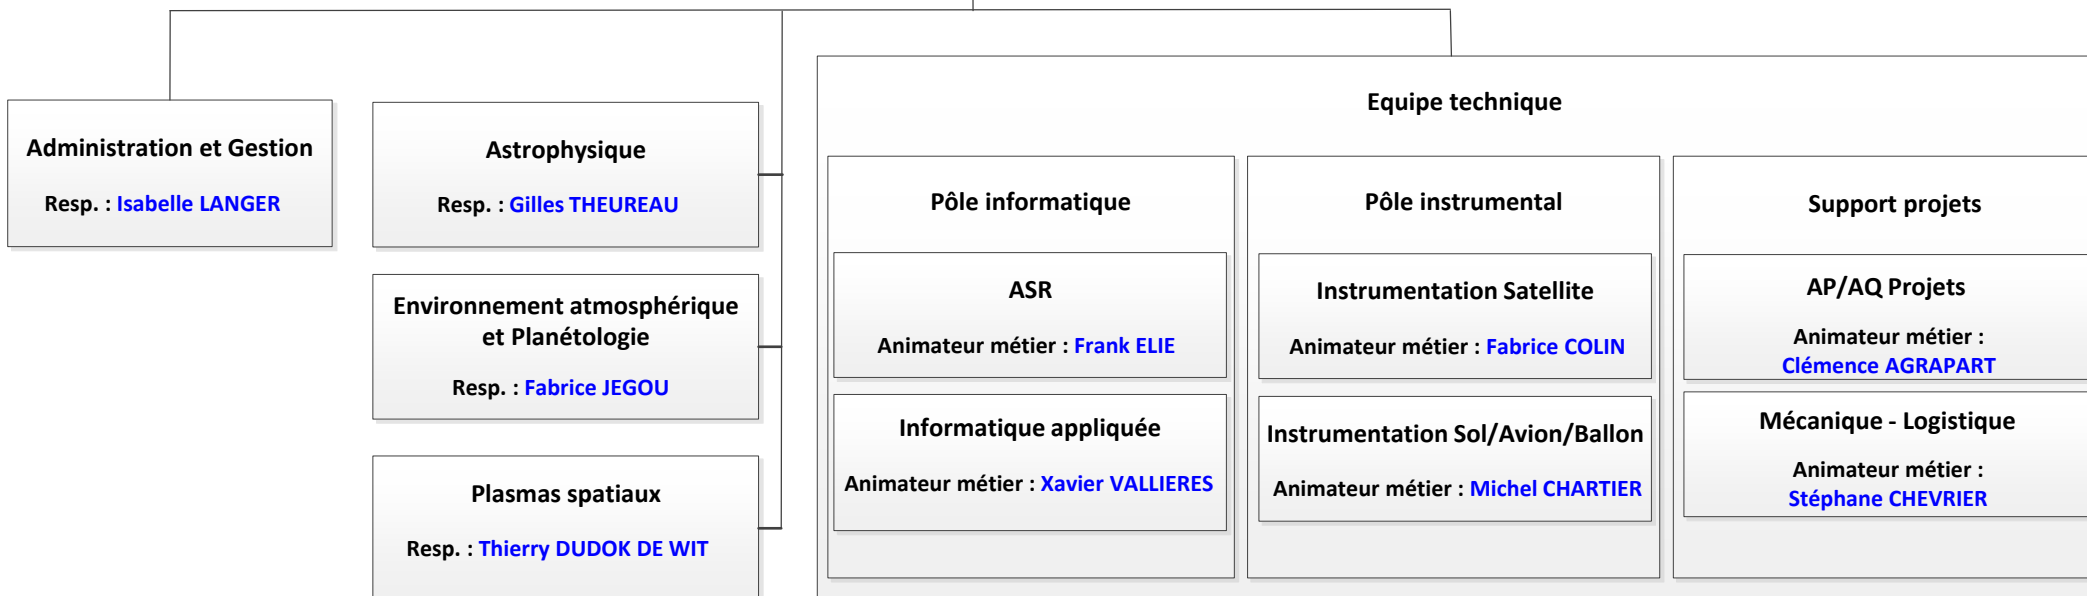 Administration et Gestion
Resp. : Isabelle LANGER
Astrophysique
Resp. : Gilles THEUREAU
Environnement atmosphérique
et Planétologie
Resp. : Fabrice JEGOU
Plasmas spatiaux
Resp. : Thierry DUDOK DE WIT
Equipe technique
Pôle informatique
ASR
Animateur métier : Frank ELIE
Informatique appliquée
Animateur métier : Xavier VALLIERES
Pôle instrumental
Instrumentation Satellite
Animateur métier : Fabrice COLIN
Instrumentation Sol/Avion/Ballon
Animateur métier : Michel CHARTIER
Support projets
AP/AQ Projets
Animateur métier :
Clémence AGRAPART
Mécanique - Logistique
Animateur métier :
Stéphane CHEVRIER